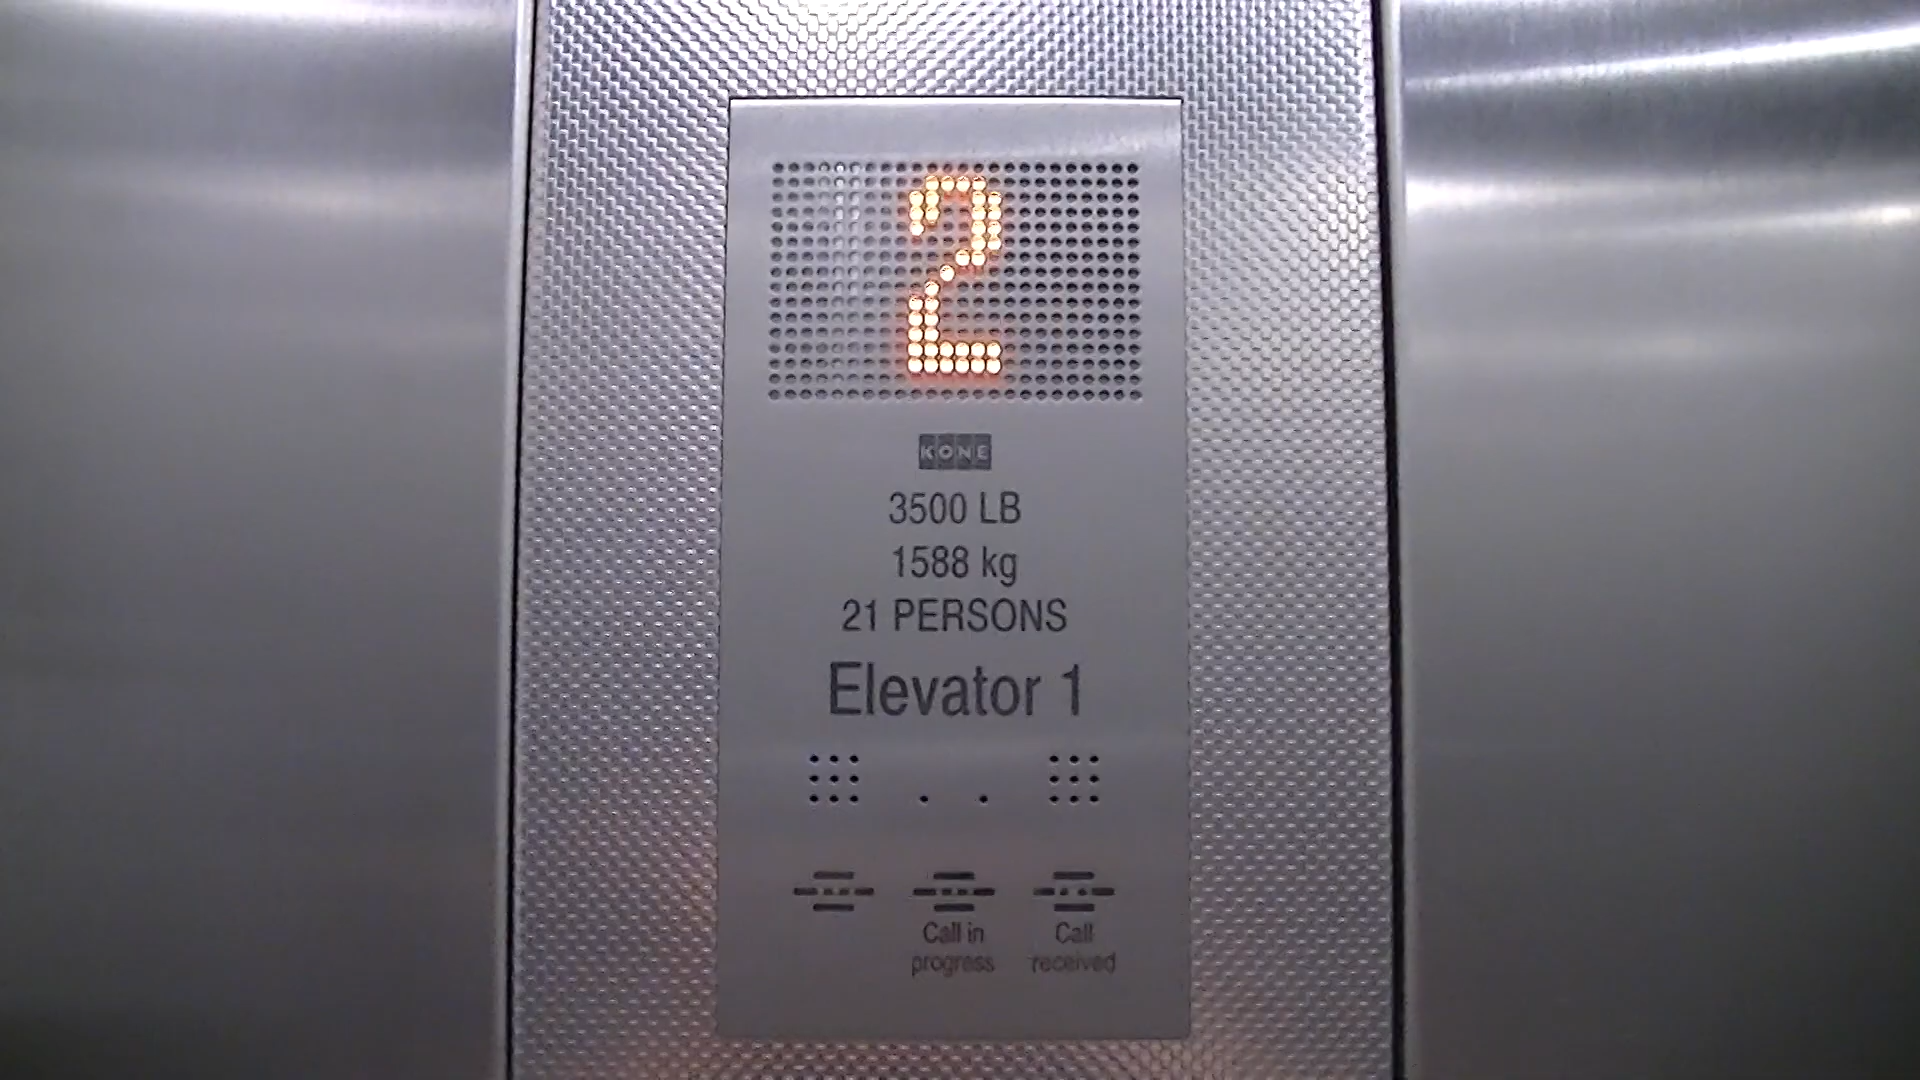 2
KONE
3500 LB
1588 kg
21 PERSONS
Elevator 1
Call in
progress
Call
received